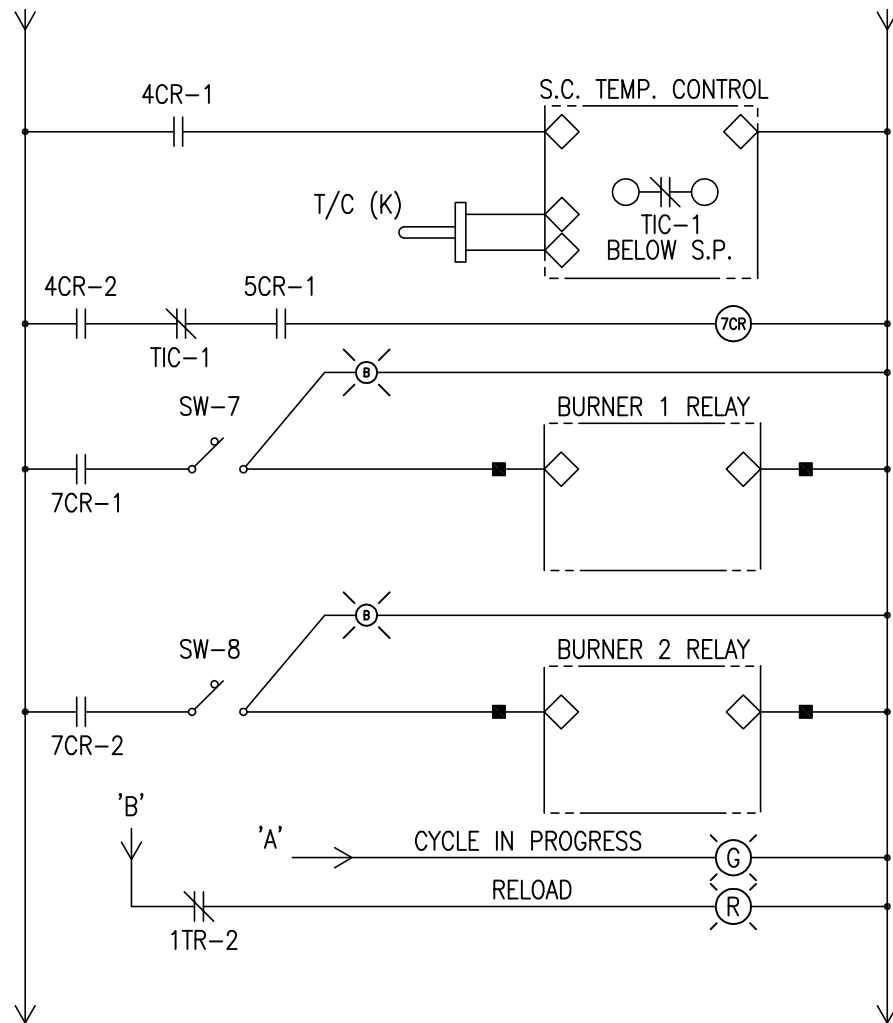 S.C. TEMP. CONTROL
4CR-1
T/C (K)
TIC-1
BELOW S.P.
4CR-2
5CR-1
7CR
TIC-1
B
SW-7
BURNER 1 RELAY
7CR-1
B
SW-8
BURNER 2 RELAY
7CR-2
'B'
'A'
CYCLE IN PROGRESS
G
RELOAD
R
1TR-2